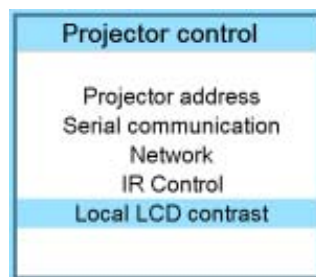 Projector control
Projector address
Serial communication
Network
IR Control
Local LCD contrast